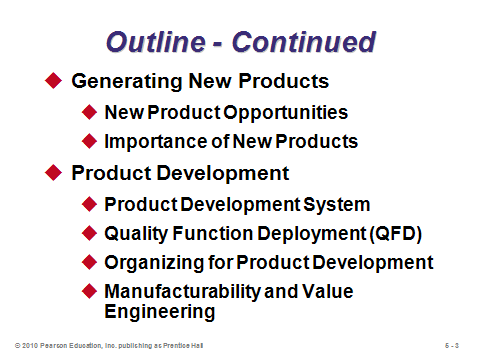 Outline - Continued
Generating New Products
New Product Opportunities
Importance of New Products
Product Development
Product Development System
Quality Function Deployment (QFD)
Organizing for Product Development
Manufacturability and Value
Engineering
© 2010 Pearson Education, Inc. publishing as Prentice Hall
5 - 3